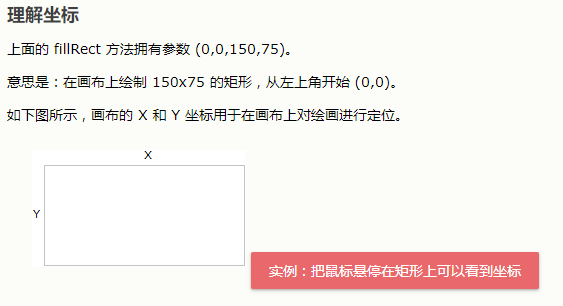 理解坐标
上面的 fillRect 方法拥有参数 (0,0,150,75)。
意思是：在画布上绘制 150x75 的矩形，从左上角开始 (0,0)。
如下图所示，画布的 X 和 Y 坐标用于在画布上对绘画进行定位。
X
Y
实例：把鼠标悬停在矩形上可以看到坐标